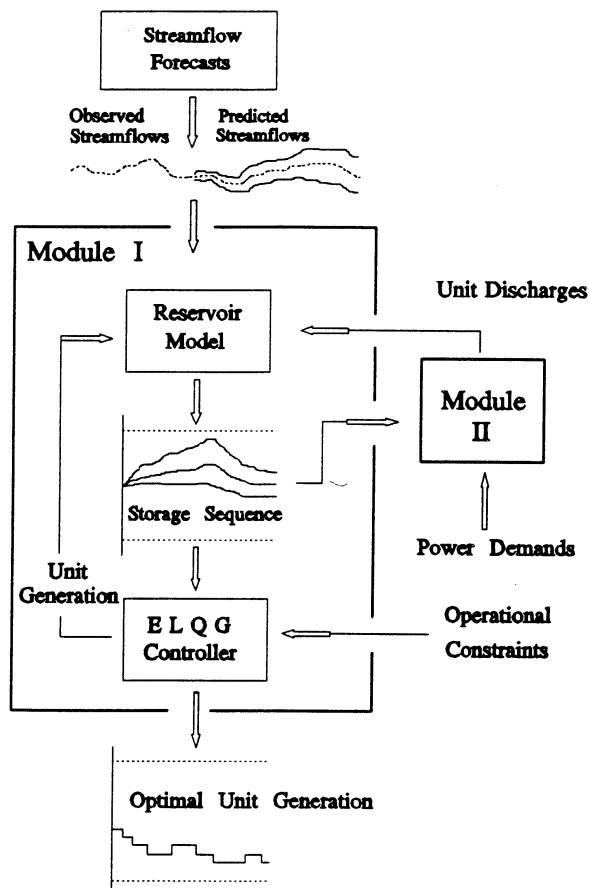 Streamflow
Forecasts
Observed
Streamflows
Predicted
Streamflows
Module I
Unit Discharges
Reservoir
Model
Module
II
Storage Sequence
Power Demands
Unit
Generation
E L Q G
Controller
Operational
Constraints
Optimal Unit Generation